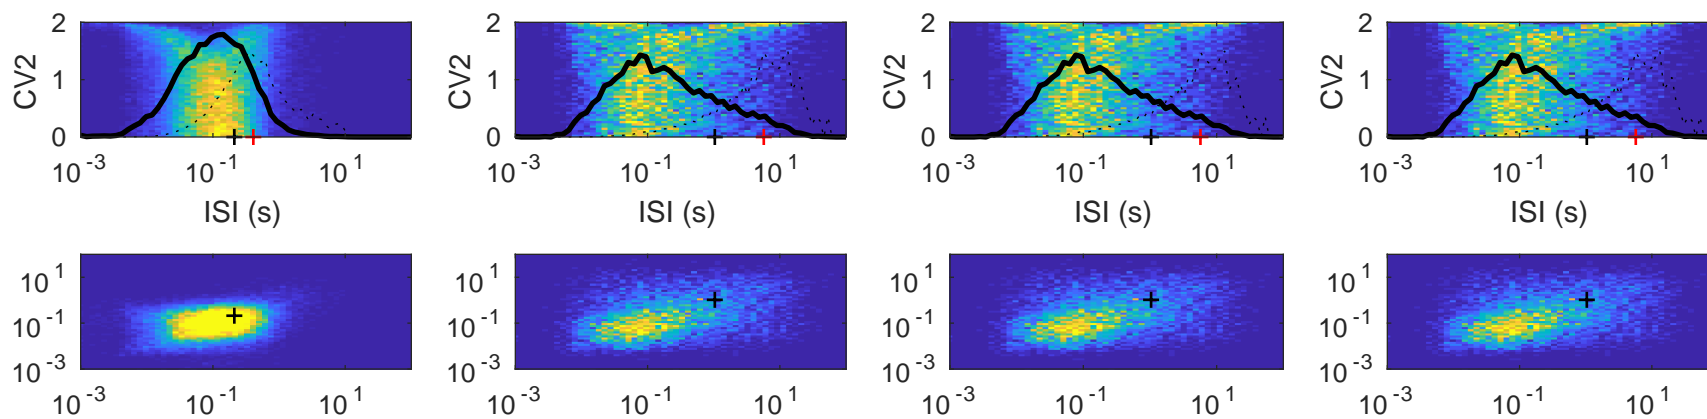 2 2 2 2
CV2 1 CV2 1 CV2 1 CV2 1
0 0 0 0
10 -3 10 -1 10 1 10 -3 10 -1 10 1 10 -3 10 -1 10 1 10 -3 10 -1 10 1
ISI (s) ISI (s) ISI (s) ISI (s)
10 1 10 1 10 1 10 1
10 -1 10 -1 10 -1 10 -1
10 -3 10 -3 10 -3 10 -3
10 -3 10 -1 10 1 10 -3 10 -1 10 1 10 -3 10 -1 10 1 10 -3 10 -1 10 1